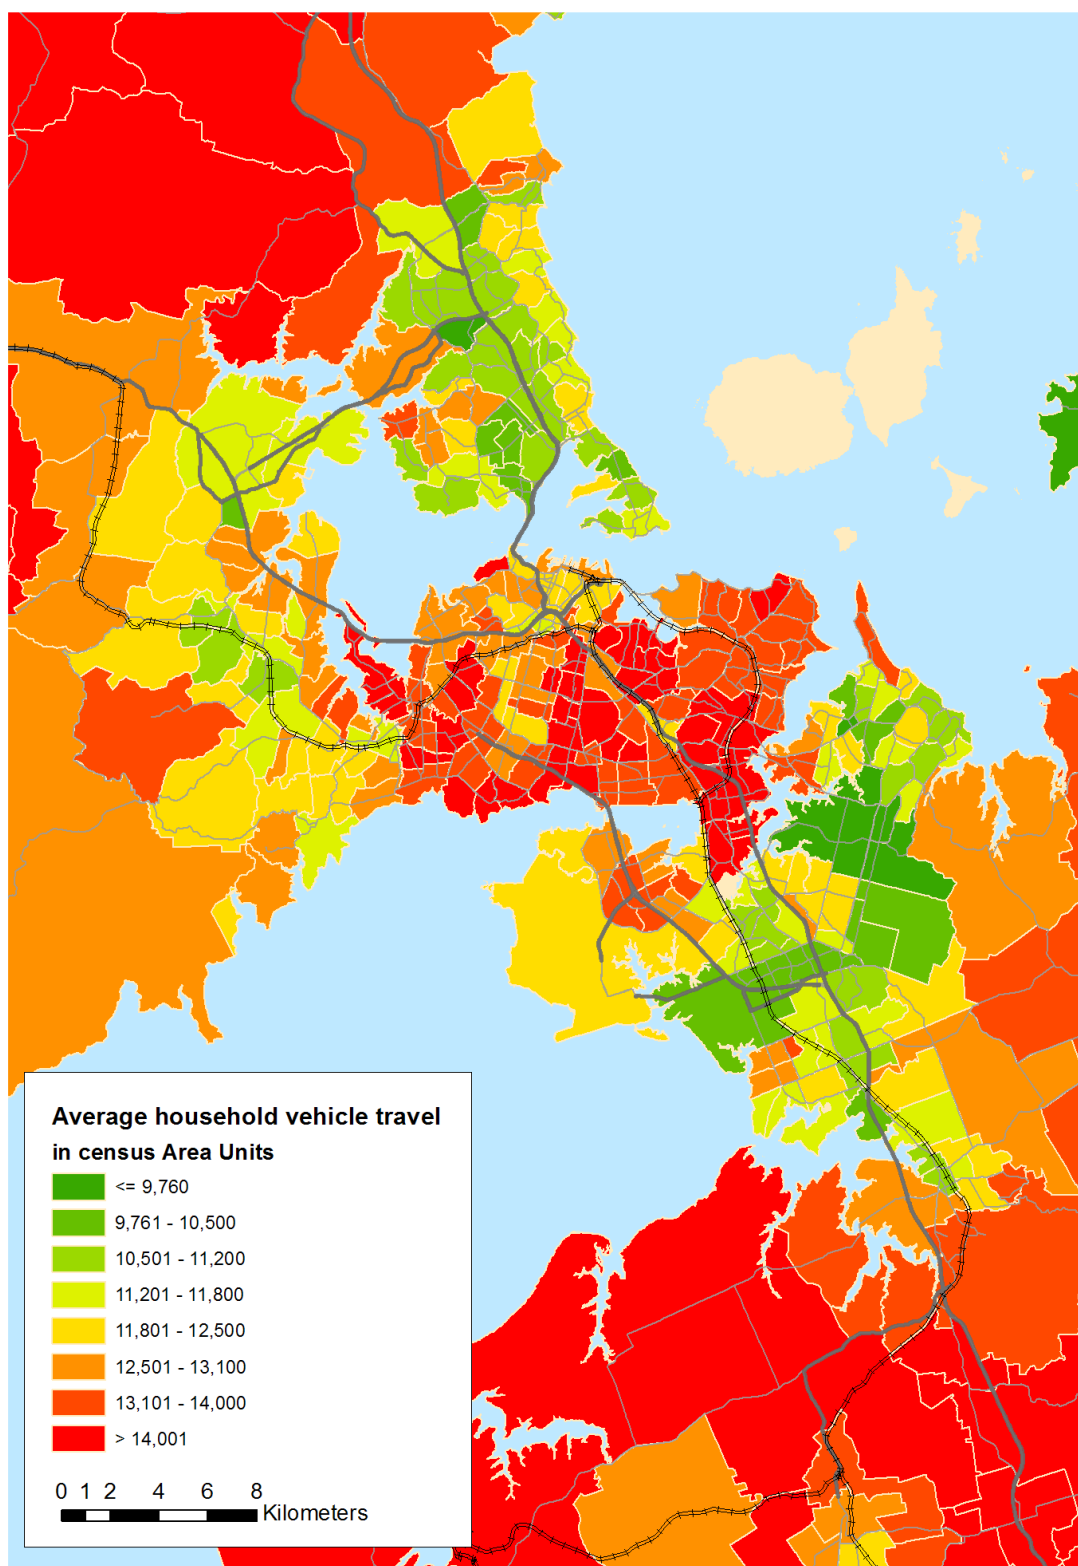 Average household vehicle travel
in census Area Units
<= 9,760
9,761 - 10,500
10,501 - 11,200
11,201 - 11,800
11,801 - 12,500
12,501 - 13,100
13,101 - 14,000
> 14,001
0 1 2 4 6 8
Kilometers